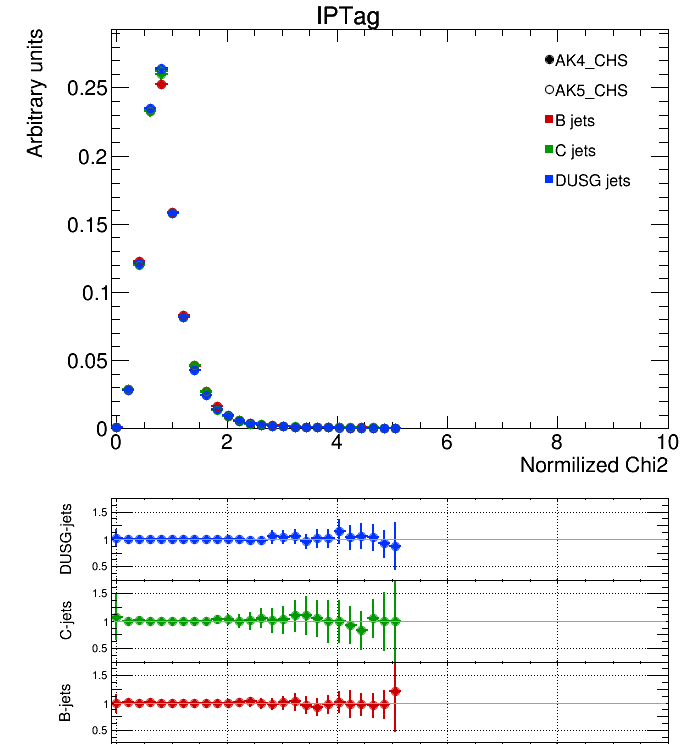 IPTag
Arbitrary units
0.25
0.2
0.15
0.1
0.05
0
AK4_CHS
AK5_CHS
B jets
C jets
DUSG jets
0 2 4 6 8 10
Normilized Chi2
DUSG-jets
1.5
1
0.5
C-jets
1.5
1
0.5
B-jets
1.5
1
0.5